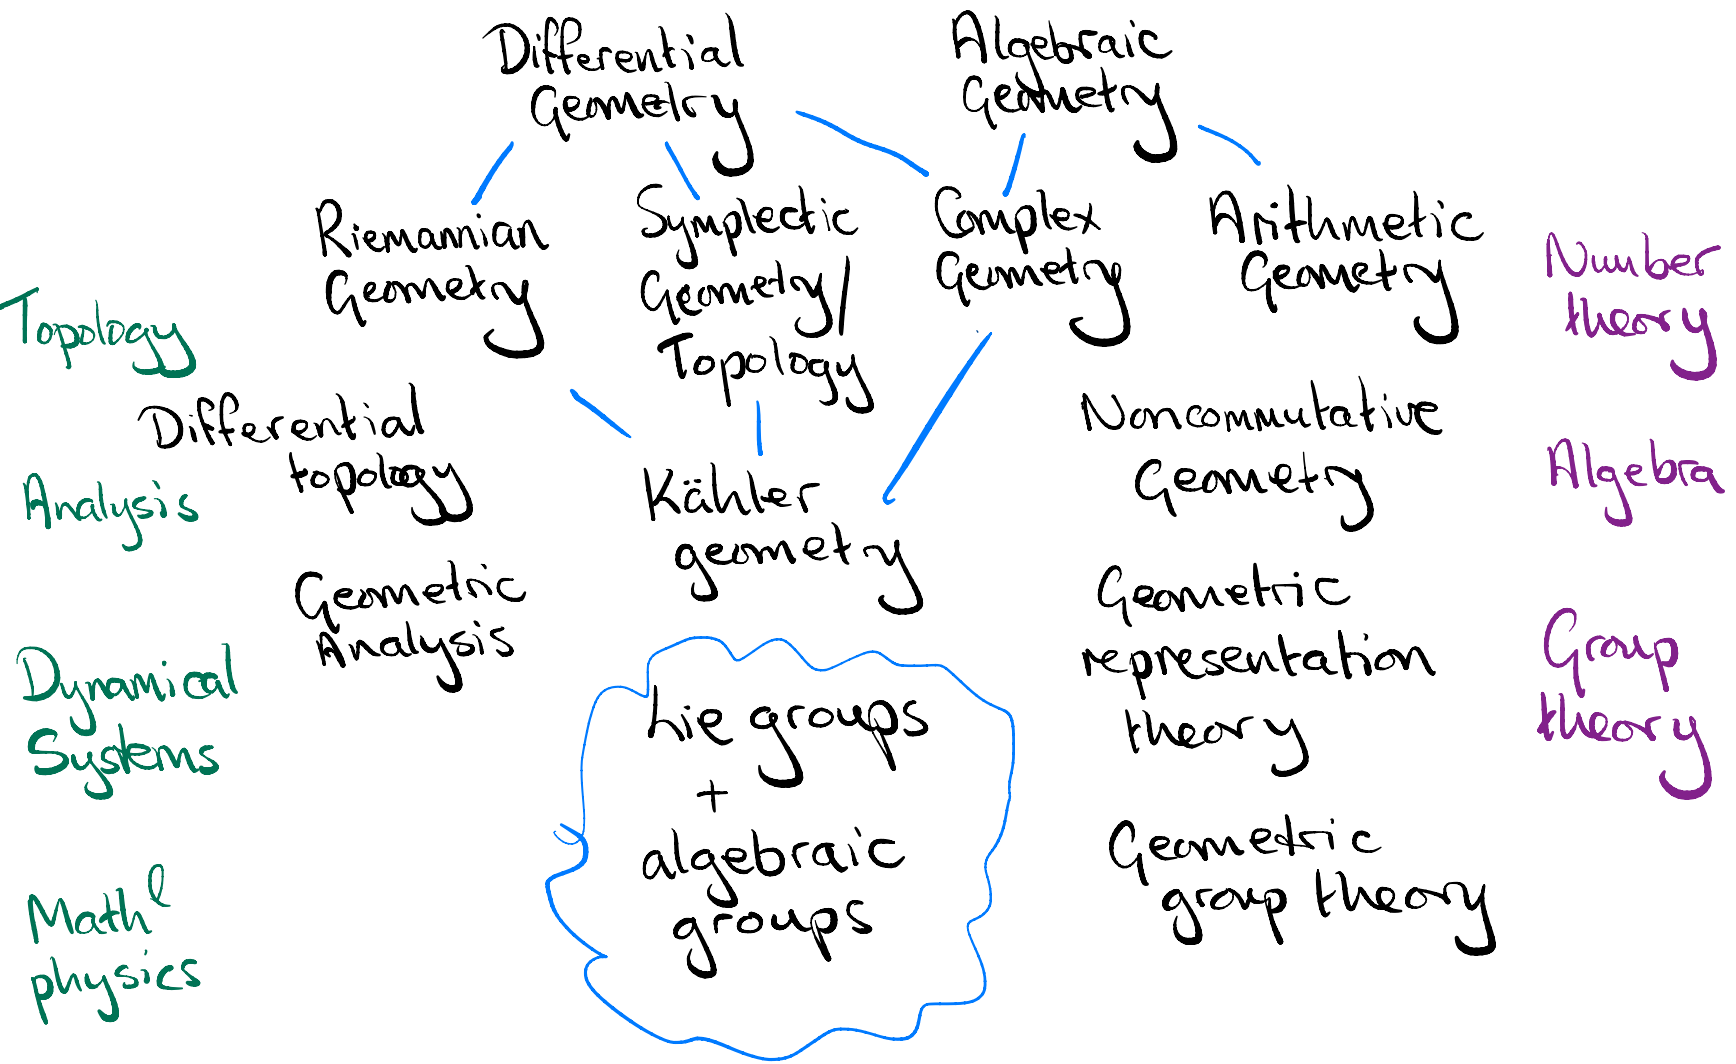 Differential
Geometry
Algebraic
Geometry
Riemannian
Geometry
Symplectic
Geometry/
Topology
Complex
Geometry
Arithmetic
Geometry
Number
theory
Topology
Differential
topology
Kähler
geometry
Noncommutative
Geometry
Algebra
Analysis
Geometric
Analysis
Geometric
representation
theory
Group
theory
Dynamical
Systems
Lie groups
+
algebraic
groups
Geometric
group theory
Mathˡ
physics